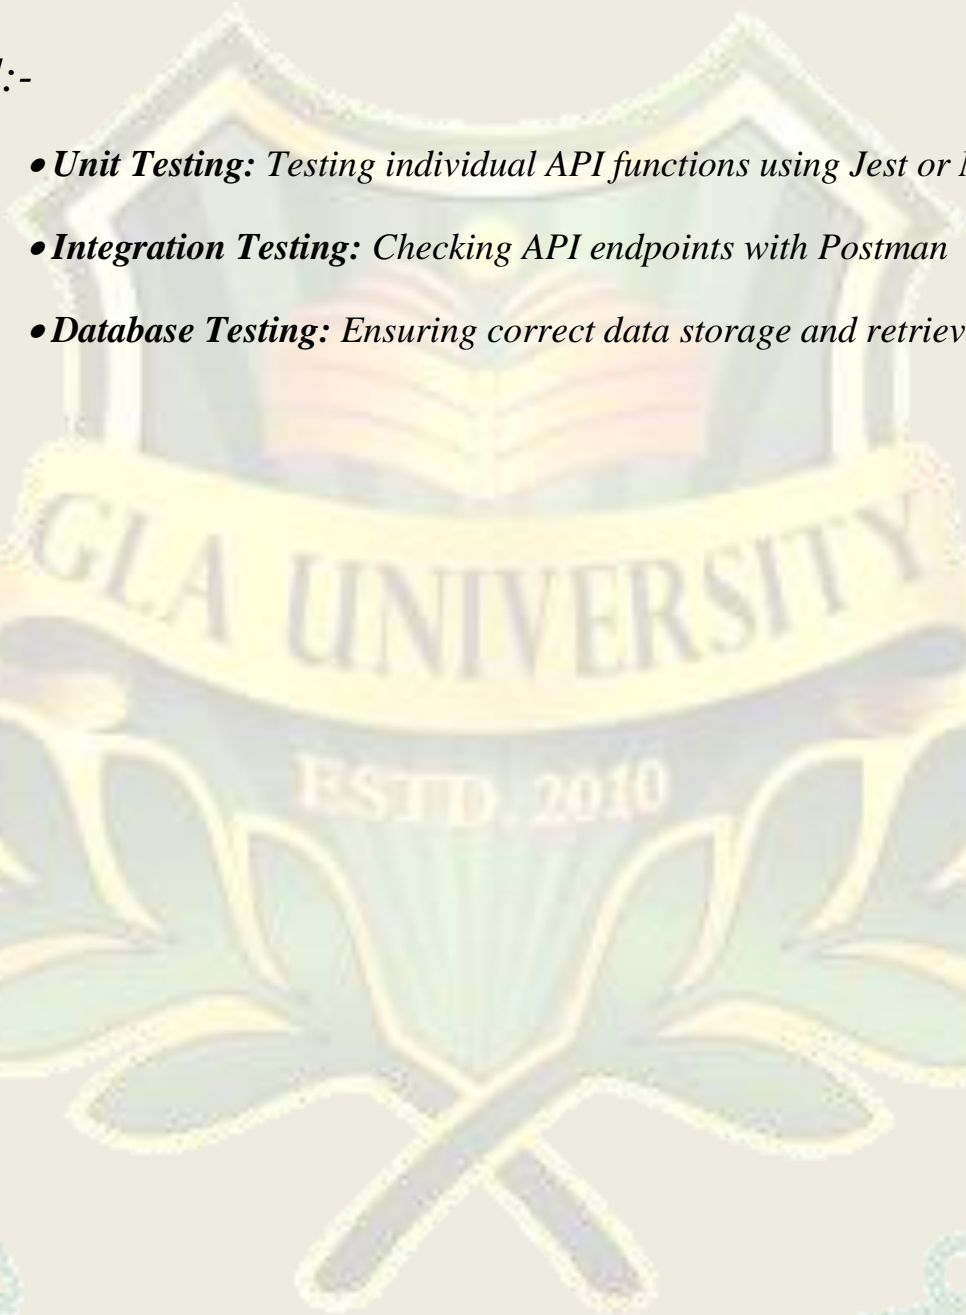 :-
• Unit Testing: Testing individual API functions using Jest or
• Integration Testing: Checking API endpoints with Postman
• Database Testing: Ensuring correct data storage and
GLA UNIVERSITY
ESTD. 2010